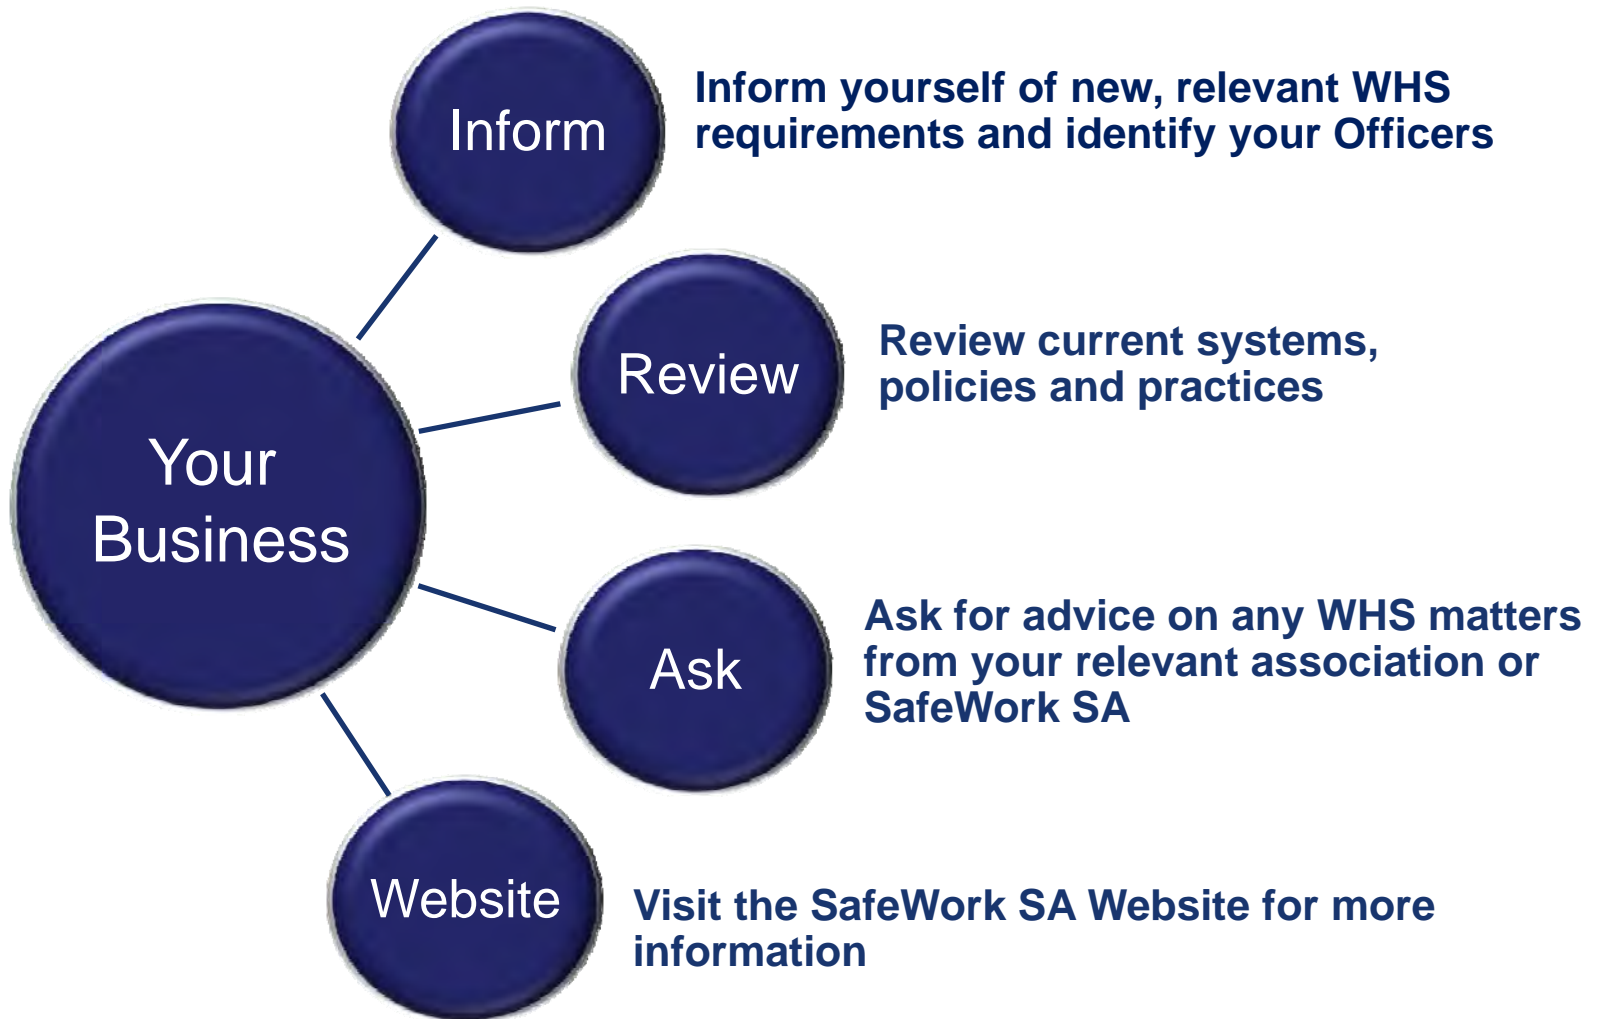 Inform
Inform yourself of new, relevant WHS
requirements and identify your Officers
Review
Review current systems,
policies and practices
Your
Business
Ask
Ask for advice on any WHS matters
from your relevant association or
SafeWork SA
Website
Visit the SafeWork SA Website for more
information